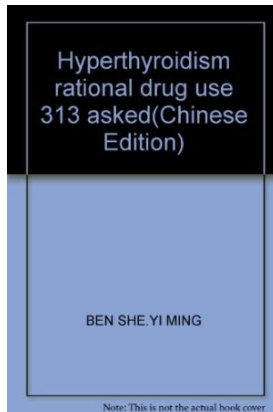 Hyperthyroidism
rational drug use
313 asked(Chinese
Edition)
BEN SHE.YI MING
Note: This is not the actual book cover